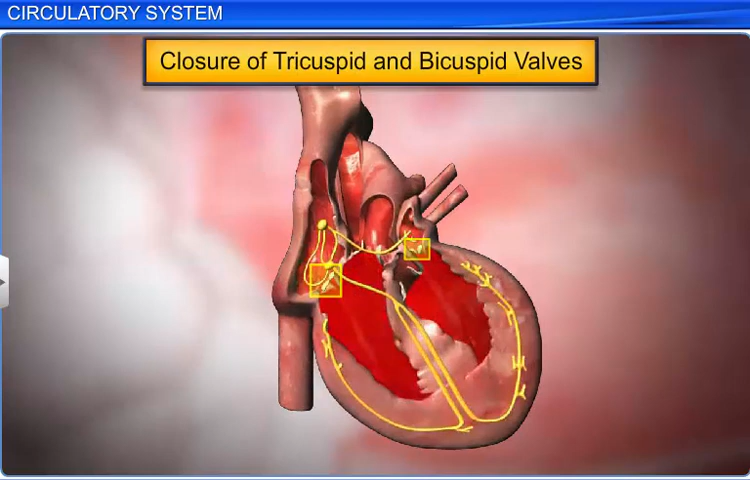 CIRCULATORY SYSTEM
Closure of Tricuspid and Bicuspid Valves